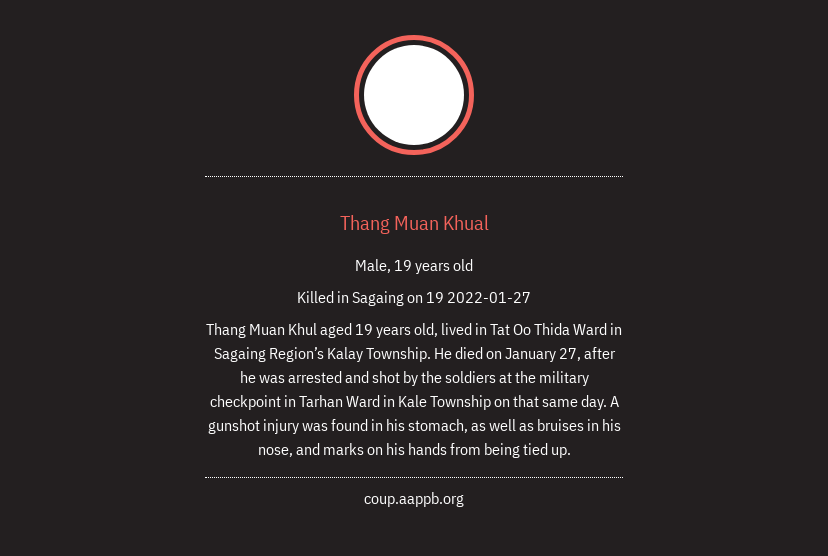 Thang Muan Khual
Male, 19 years old
Killed in Sagaing on 19 2022-01-27
Thang Muan Khul aged 19 years old, lived in Tat Oo Thida Ward in
Sagaing Region’s Kalay Township. He died on January 27, after
he was arrested and shot by the soldiers at the military
checkpoint in Tarhan Ward in Kale Township on that same day. A
gunshot injury was found in his stomach, as well as bruises in his
nose, and marks on his hands from being tied up.
coup.aappb.org